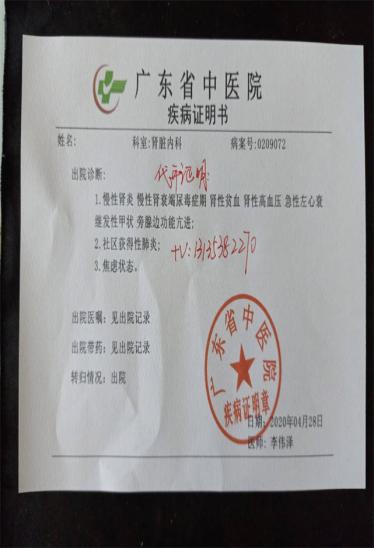 广东省中医院
疾病证明书
姓名: 科室:肾脏内科 病案号:0209072
出院诊断: 代开证明
1.慢性肾炎 慢性肾衰竭尿毒症期 肾性贫血 肾性高血压 急性左心衰
继发性甲状 旁腺边功能亢进;
2.社区获得性肺炎; +V:13135382270
3.焦虑状态。
出院医嘱: 见出院记录
出院带药: 见出院记录
转归情况: 出院
广东省中医院
疾病证明章
日期:2020年04月28日
医师: 李伟泽